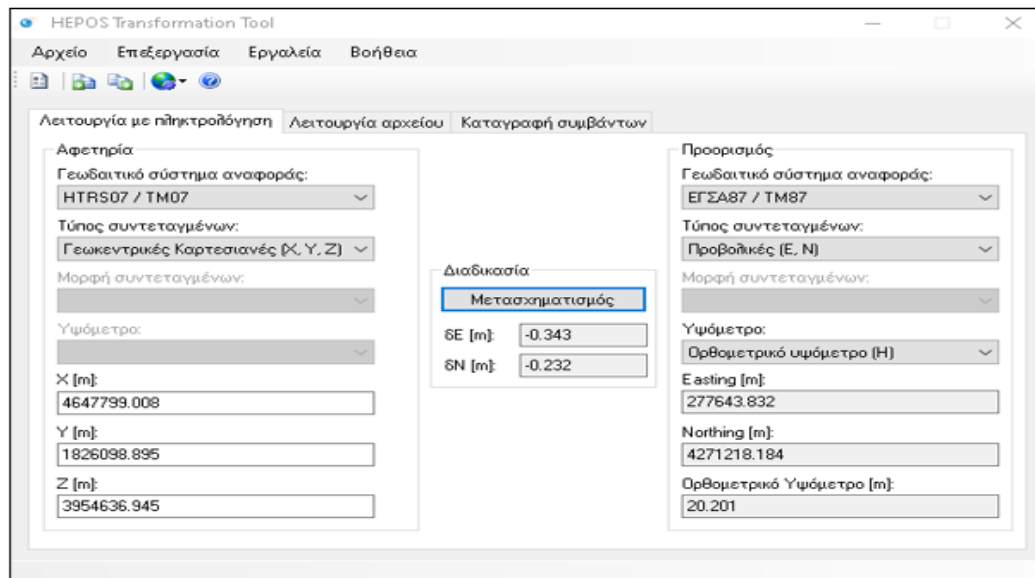 HEPOS Transformation Tool
Αρχείο Επεξεργασία Εργαλεία Βοήθεια
Λειτουργία με πληκτρολόγηση Λειτουργία αρχείου Καταγραφή συμβάντων
Αφετηρία
Γεωδαιτικό σύστημα αναφοράς:
HTRS07 / TM07
Τύπος συντεταγμένων:
Γεωκεντρικές Καρτεσιανές (X, Y, Z)
Μορφή συντεταγμένων:
Υψόμετρο:
X [m]:
4647799.008
Y [m]:
1826098.895
Z [m]:
3954636.945
Διαδικασία
Μετασχηματισμός
δE [m]: -0.343
δN [m]: -0.232
Προορισμός
Γεωδαιτικό σύστημα αναφοράς:
ΕΓΣΑ87 / TM87
Τύπος συντεταγμένων:
Προβολικές (E, N)
Μορφή συντεταγμένων:
Υψόμετρο:
Ορθομετρικό υψόμετρο (H)
Easting [m]:
277643.832
Northing [m]:
4271218.184
Ορθομετρικό Υψόμετρο [m]:
20.201